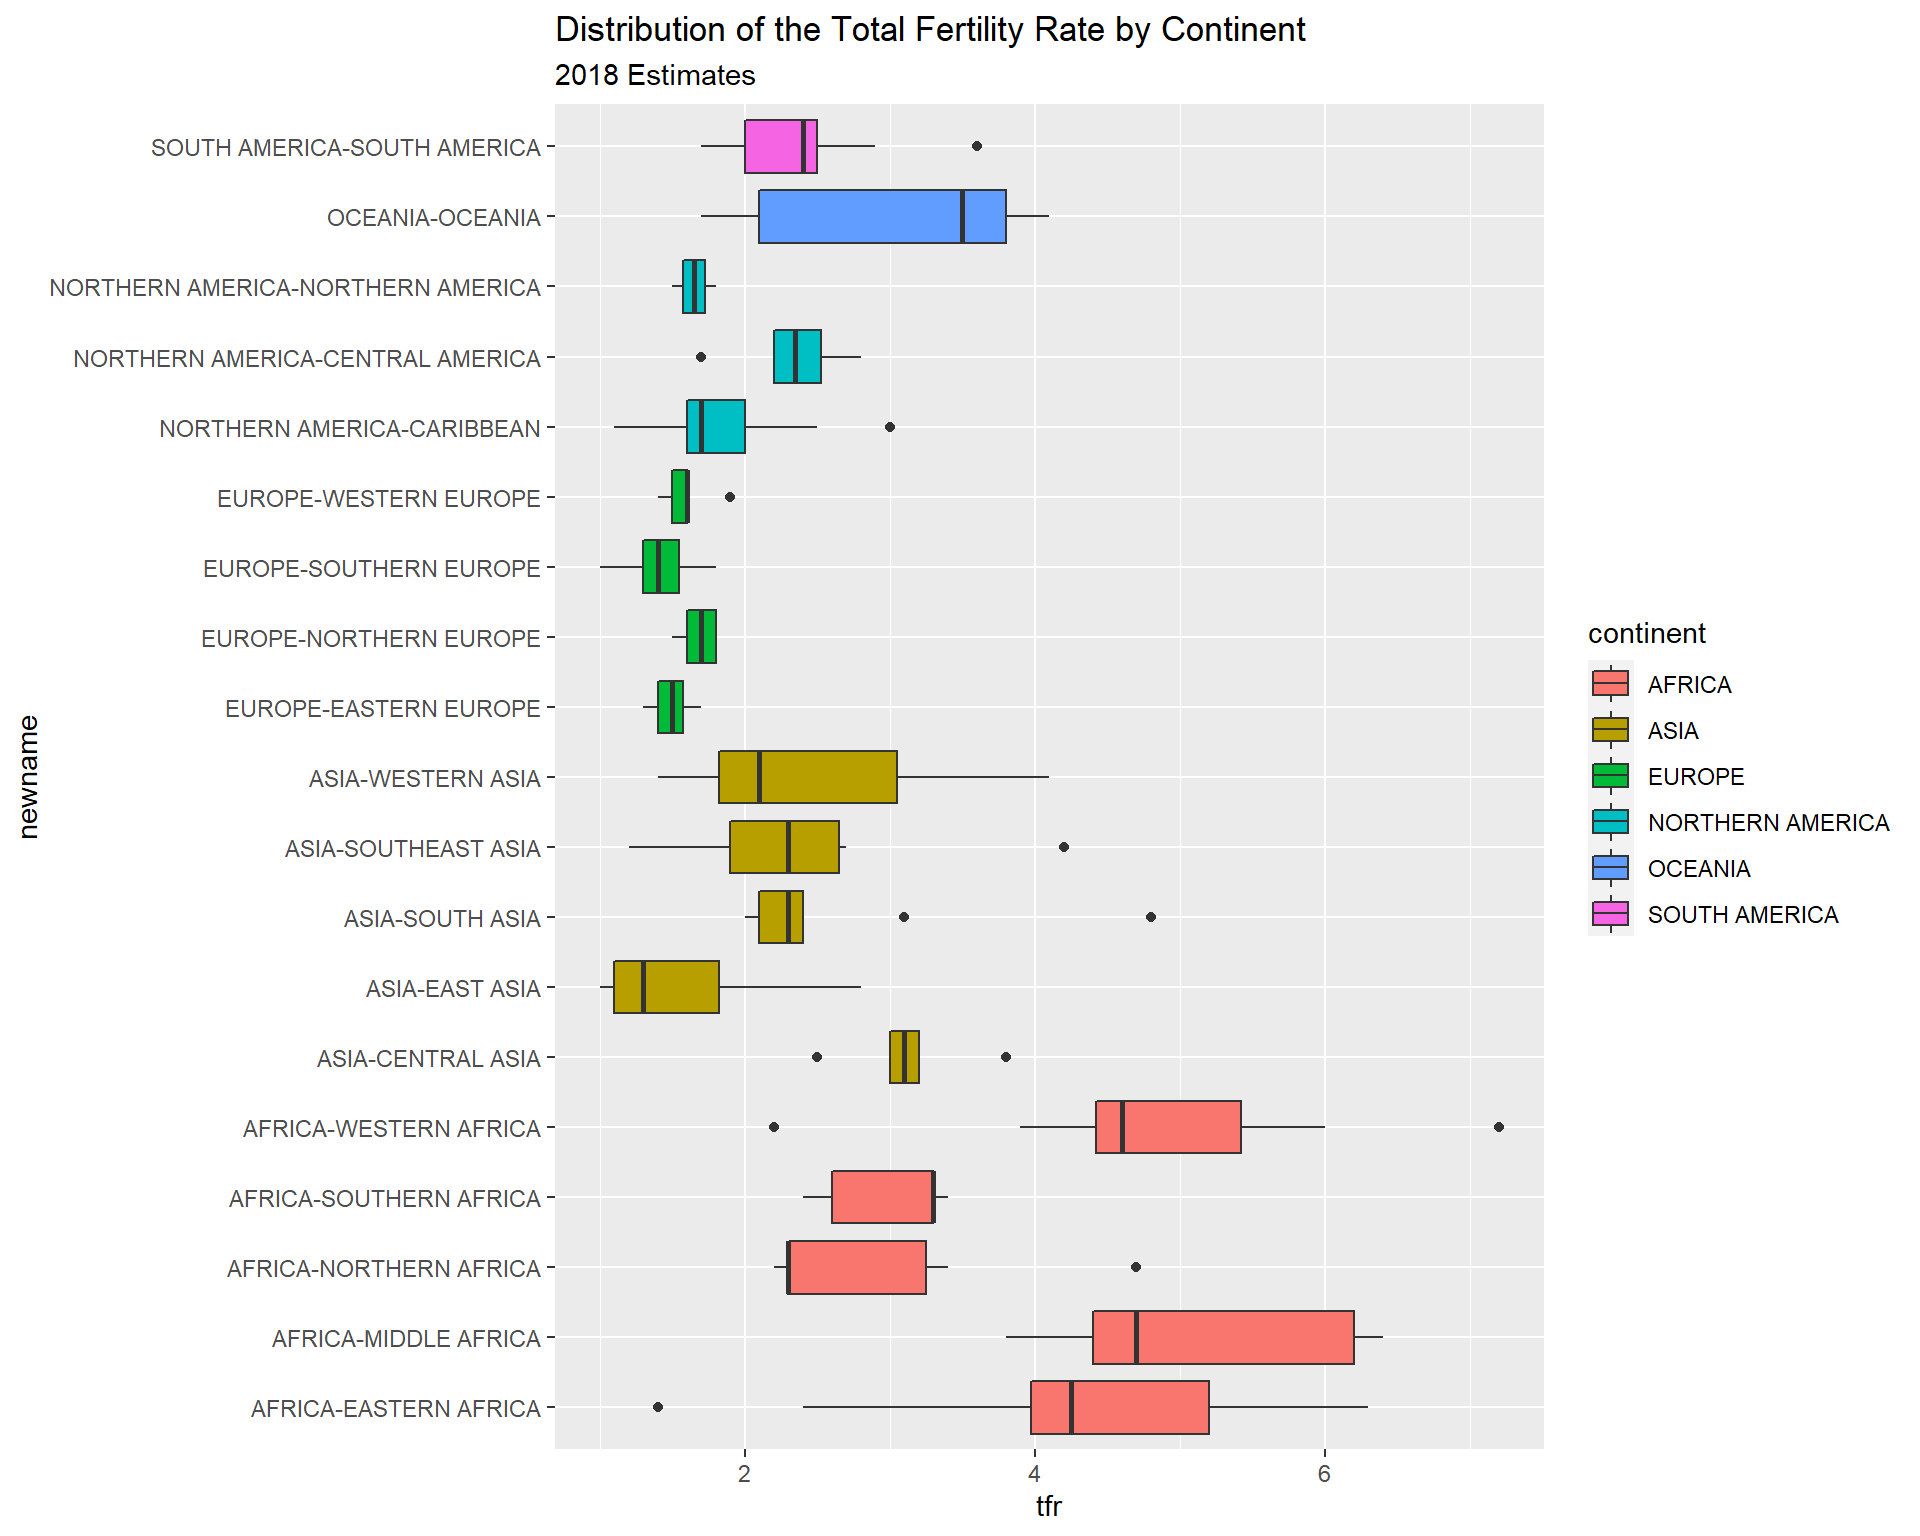 Distribution of the Total Fertility Rate by Continent
2018 Estimates
SOUTH AMERICA-SOUTH AMERICA
OCEANIA-OCEANIA
NORTHERN AMERICA-NORTHERN AMERICA
NORTHERN AMERICA-CENTRAL AMERICA
NORTHERN AMERICA-CARIBBEAN
EUROPE-WESTERN EUROPE
EUROPE-SOUTHERN EUROPE
EUROPE-NORTHERN EUROPE
EUROPE-EASTERN EUROPE
ASIA-WESTERN ASIA
ASIA-SOUTHEAST ASIA
ASIA-SOUTH ASIA
ASIA-EAST ASIA
ASIA-CENTRAL ASIA
AFRICA-WESTERN AFRICA
AFRICA-SOUTHERN AFRICA
AFRICA-NORTHERN AFRICA
AFRICA-MIDDLE AFRICA
AFRICA-EASTERN AFRICA
newname
2 4 6
tfr
continent
AFRICA
ASIA
EUROPE
NORTHERN AMERICA
OCEANIA
SOUTH AMERICA